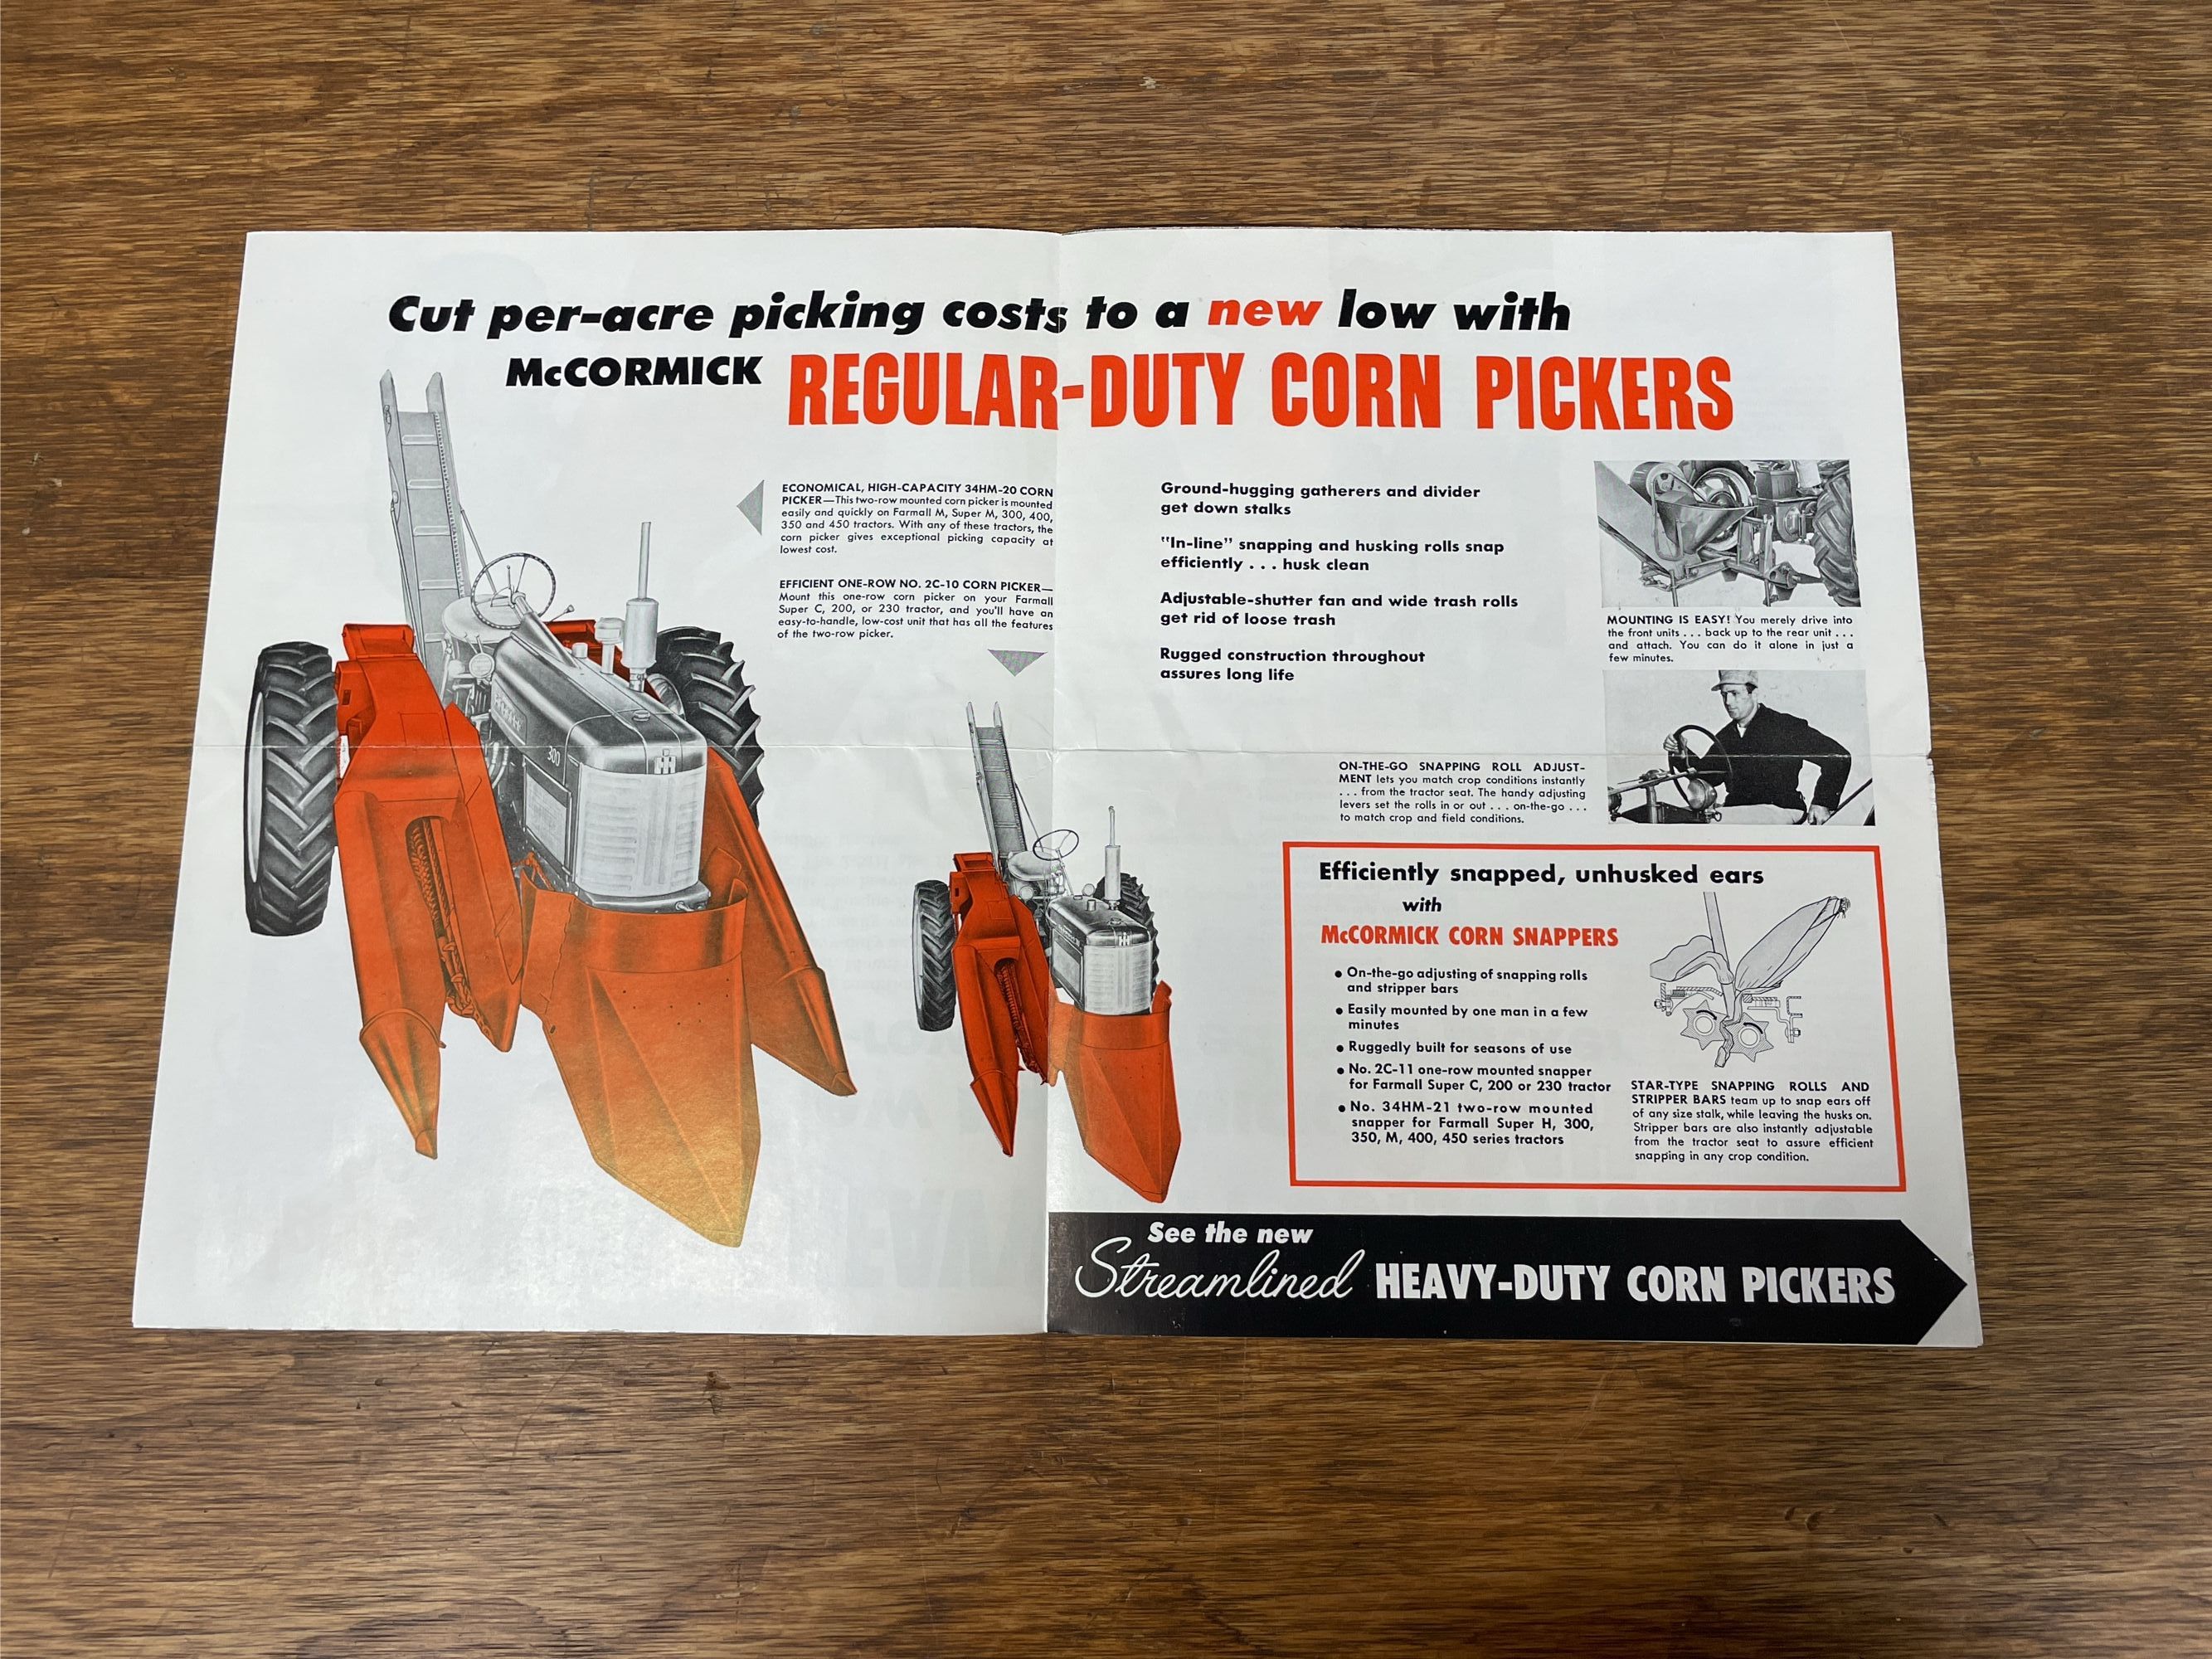 Cut per-acre picking costs to a new low with
McCORMICK REGULAR-DUTY CORN PICKERS
ECONOMICAL, HIGH-CAPACITY 34HM-20 CORN
PICKER—This two-row mounted corn picker is mounted
easily and quickly on Farmall M, Super M, 300, 400,
350 and 450 tractors. With any of these tractors, the
corn picker gives exceptional picking capacity at
lowest cost.
EFFICIENT ONE-ROW NO. 2C-10 CORN PICKER—
Mount this one-row corn picker on your Farmall
Super C, 200, or 230 tractor, and you'll have an
easy-to-handle, low-cost unit that has all the features
of the two-row picker.
300
IH
Ground-hugging gatherers and divider
get down stalks
"In-line" snapping and husking rolls snap
efficiently . . . husk clean
Adjustable-shutter fan and wide trash rolls
get rid of loose trash
Rugged construction throughout
assures long life
MOUNTING IS EASY! You merely drive into
the front units . . . back up to the rear unit . . .
and attach. You can do it alone in just a
few minutes.
ON-THE-GO SNAPPING ROLL ADJUST-
MENT lets you match crop conditions instantly
. . . from the tractor seat. The handy adjusting
levers set the rolls in or out . . . on-the-go . . .
to match crop and field conditions.
Efficiently snapped, unhusked ears
with
McCORMICK CORN SNAPPERS
• On-the-go adjusting of snapping rolls
and stripper bars
• Easily mounted by one man in a few
minutes
• Ruggedly built for seasons of use
• No. 2C-11 one-row mounted snapper
for Farmall Super C, 200 or 230 tractor
• No. 34HM-21 two-row mounted
snapper for Farmall Super H, 300,
350, M, 400, 450 series tractors
STAR-TYPE SNAPPING ROLLS AND
STRIPPER BARS team up to snap ears off
of any size stalk, while leaving the husks on.
Stripper bars are also instantly adjustable
from the tractor seat to assure efficient
snapping in any crop condition.
See the new
Streamlined HEAVY-DUTY CORN PICKERS